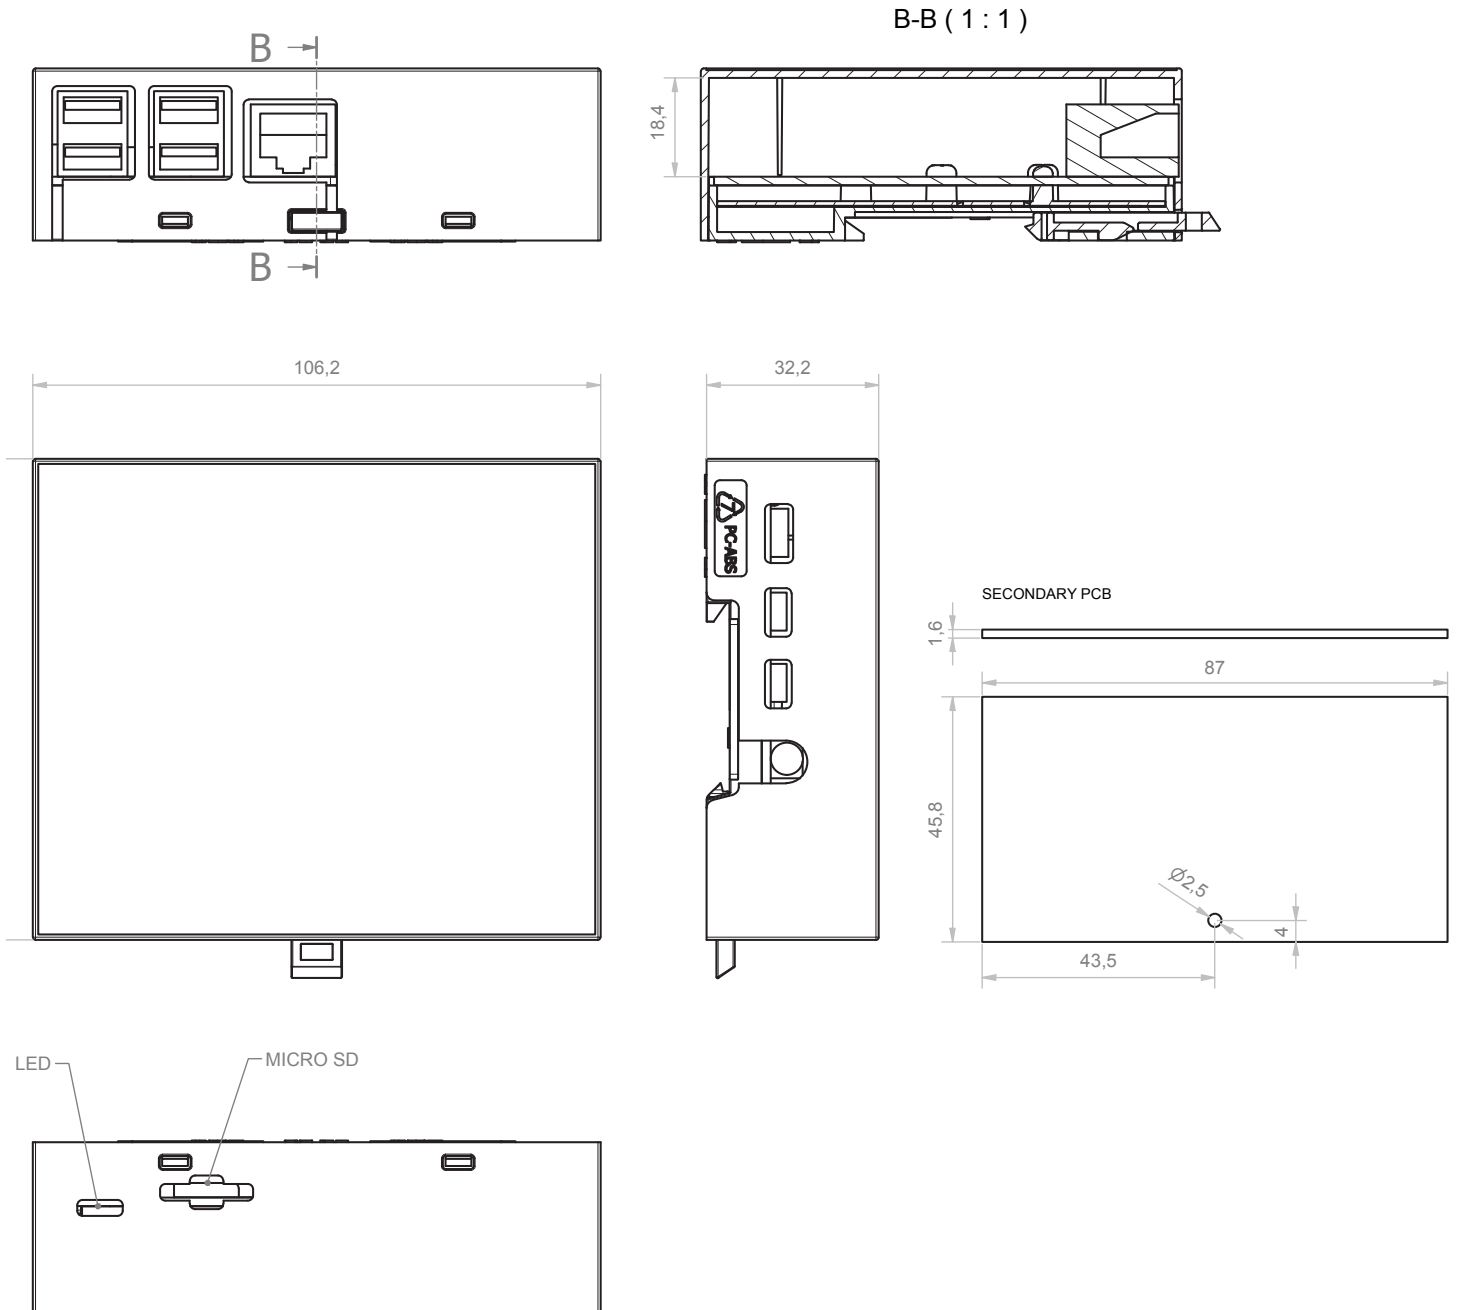 B-B ( 1 : 1 )
B
18,4
B
106,2
32,2
7
PC-ABS
SECONDARY PCB
1,6
87
45,8
Ø2,5
4
43,5
LED
MICRO SD